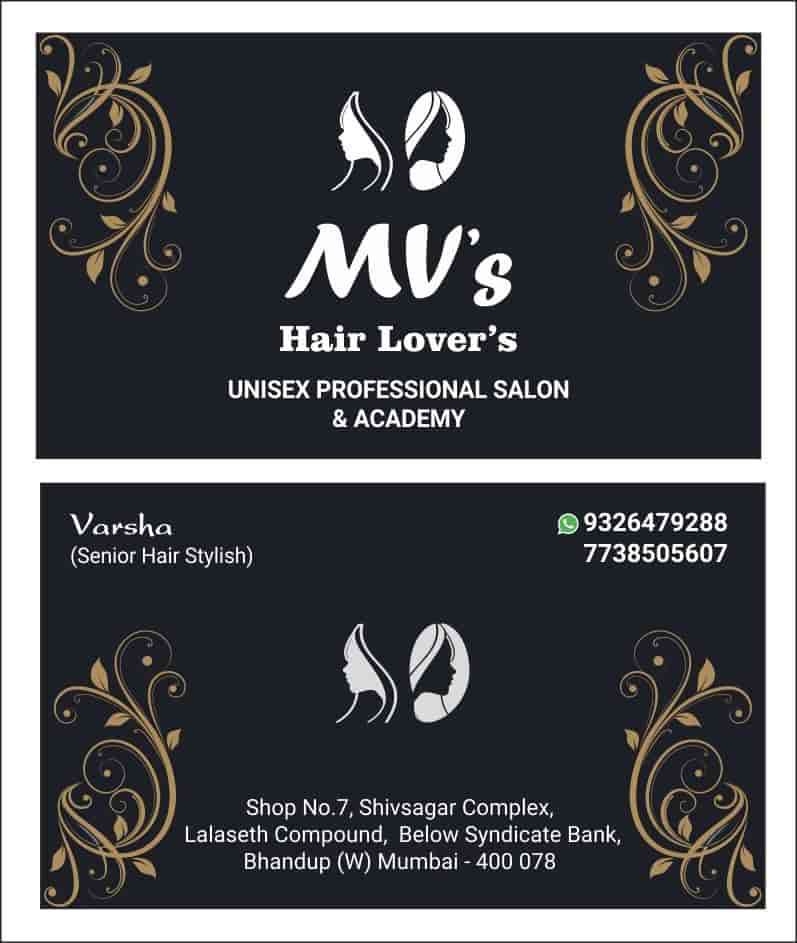 MV's
Hair Lover's
UNISEX PROFESSIONAL SALON
& ACADEMY
Varsha
(Senior Hair Stylish)
9326479288
7738505607
Shop No.7, Shivsagar Complex,
Lalaseth Compound, Below Syndicate Bank,
Bhandup (W) Mumbai - 400 078